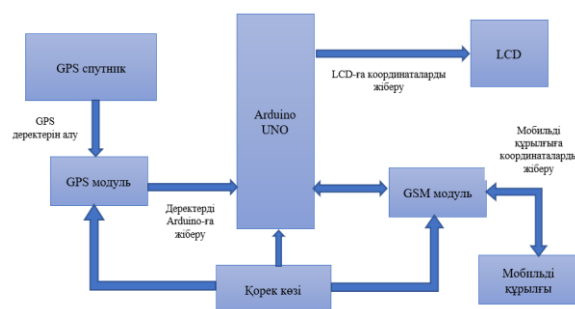 GPS спутник
LCD
LCD-ға координаталарды
жіберу
Arduino
UNO
GPS
деректерін алу
Мобильді
құрылғыға
координаталарды
жіберу
GPS модуль
GSM модуль
Деректерді
Arduino-ға
жіберу
Қорек көзі
Мобильді
құрылғы